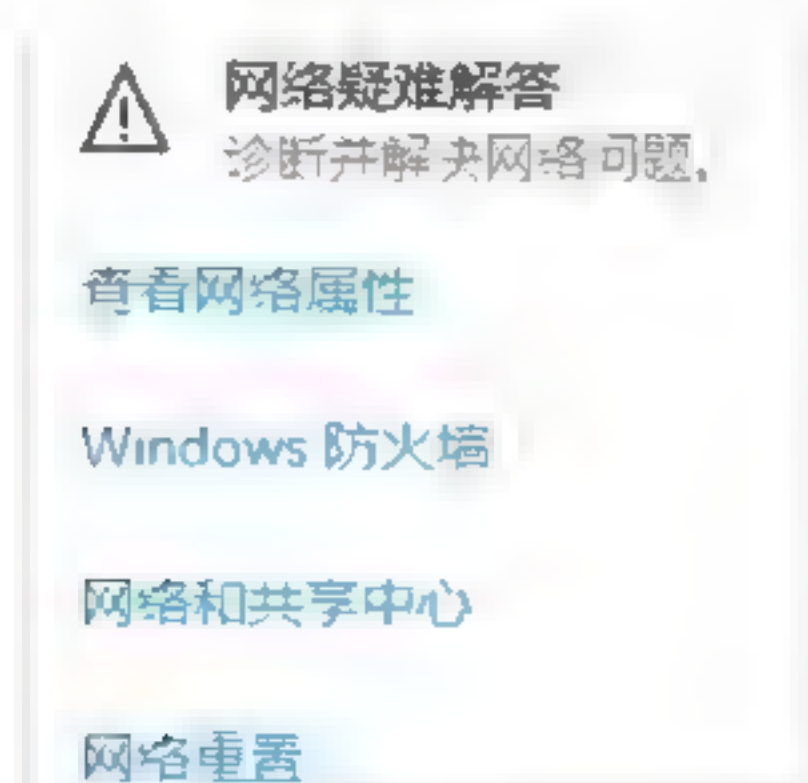 网络疑难解答
诊断并解决网络问题。
查看网络属性
Windows 防火墙
网络和共享中心
网络重置